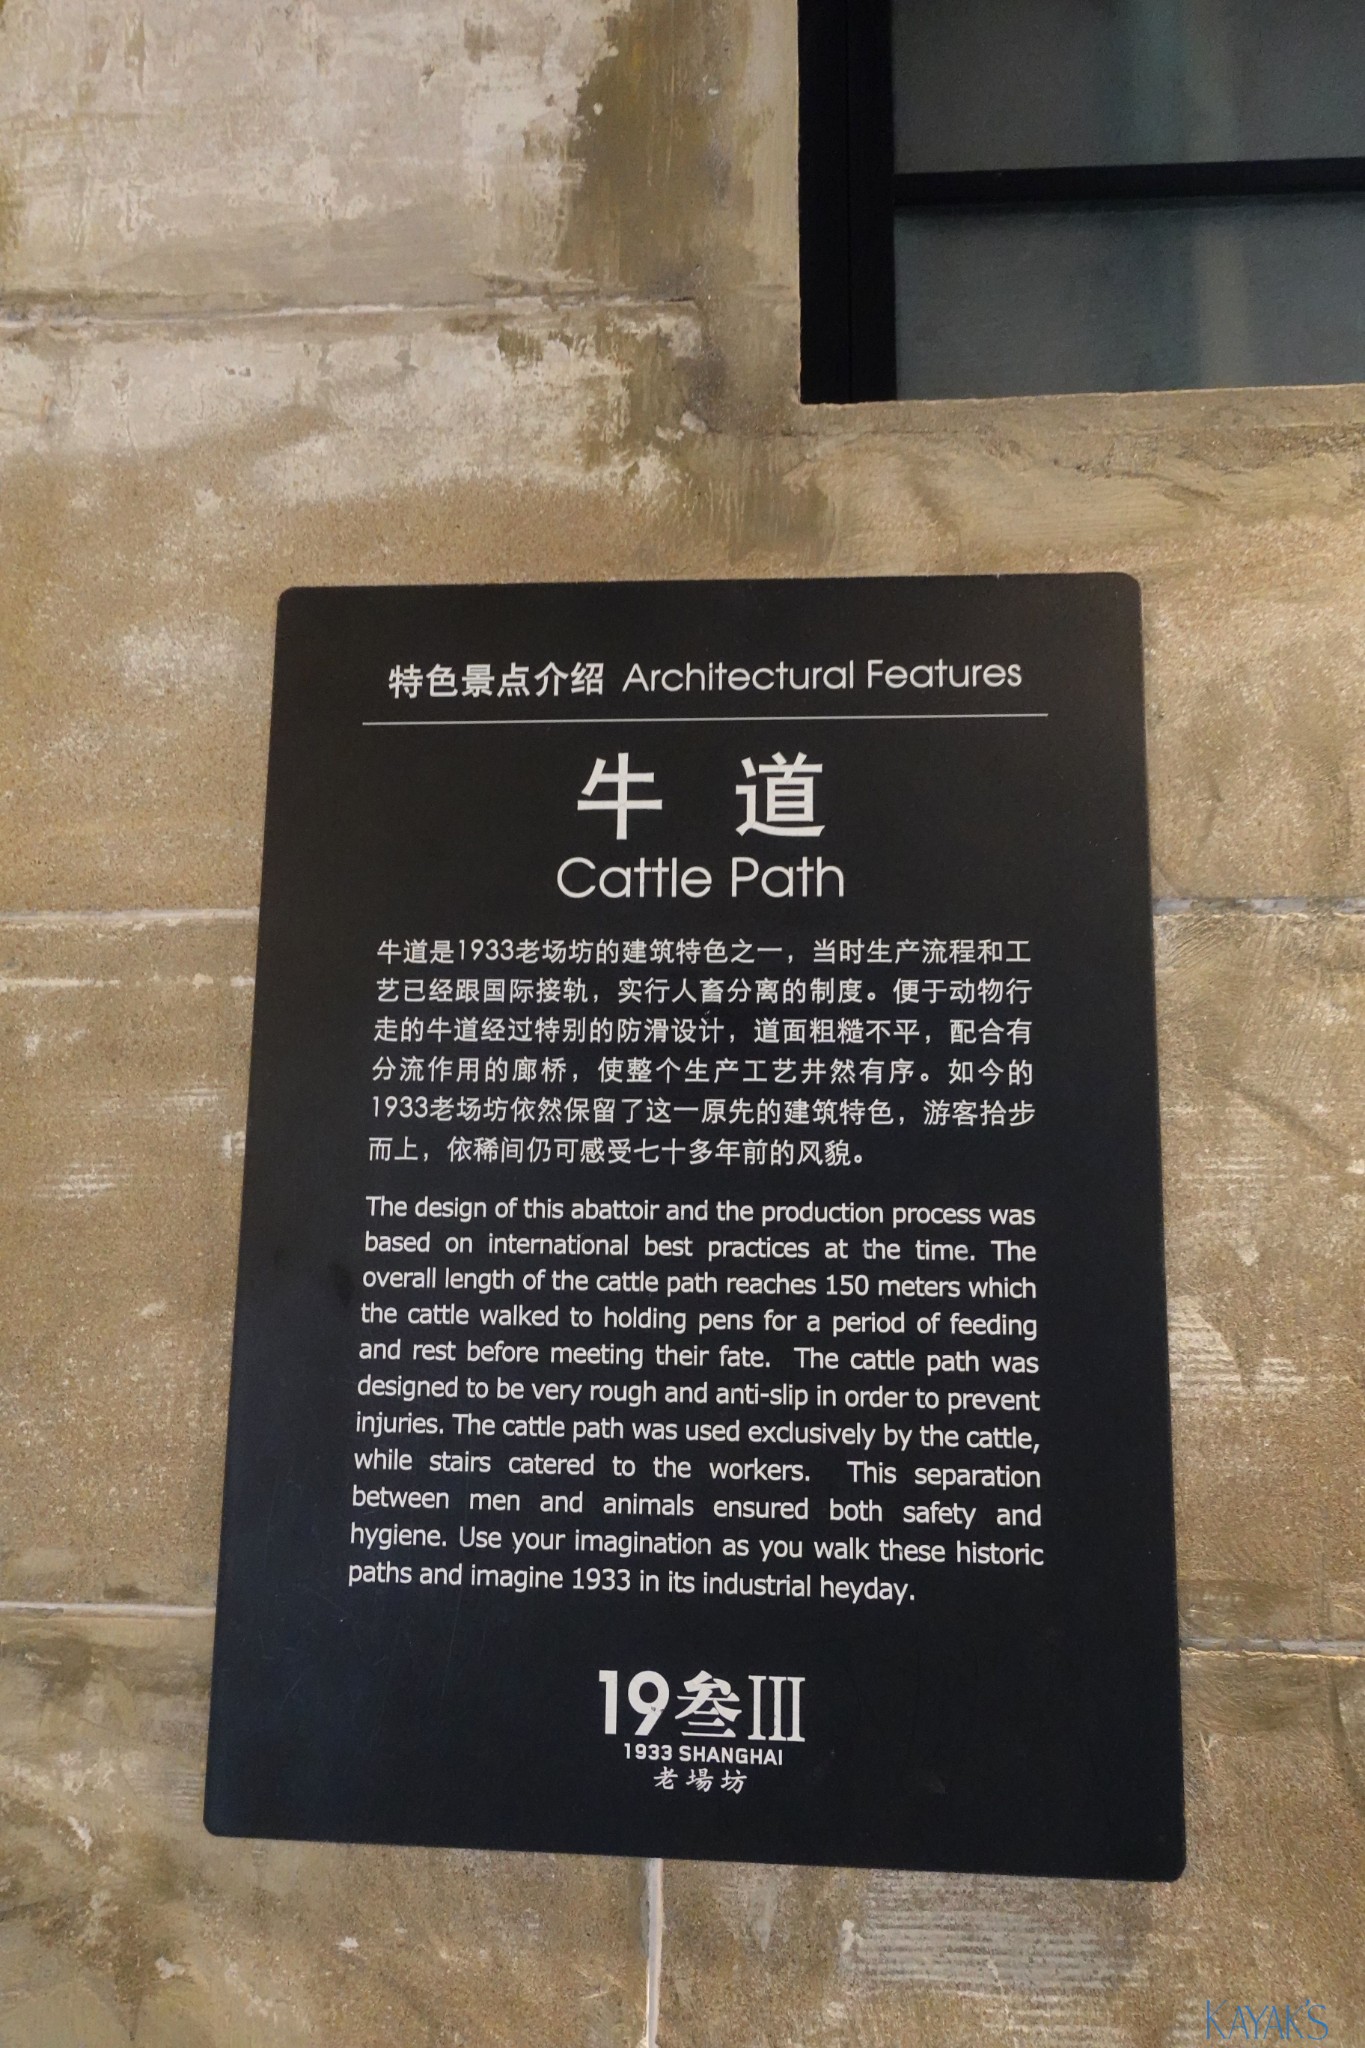 特色景点介绍 Architectural Features
牛 道
Cattle Path
牛道是1933老场坊的建筑特色之一，当时生产流程和工
艺已经跟国际接轨，实行人畜分离的制度。便于动物行
走的牛道经过特别的防滑设计，道面粗糙不平，配合有
分流作用的廊桥，使整个生产工艺井然有序。如今的
1933老场坊依然保留了这一原先的建筑特色，游客拾步
而上，依稀间仍可感受七十多年前的风貌。
The design of this abattoir and the production process was
based on international best practices at the time. The
overall length of the cattle path reaches 150 meters which
the cattle walked to holding pens for a period of feeding
and rest before meeting their fate. The cattle path was
designed to be very rough and anti-slip in order to prevent
injuries. The cattle path was used exclusively by the cattle,
while stairs catered to the workers. This separation
between men and animals ensured both safety and
hygiene. Use your imagination as you walk these historic
paths and imagine 1933 in its industrial heyday.
19叁III
1933 SHANGHAI
老場坊
KAYAK'S